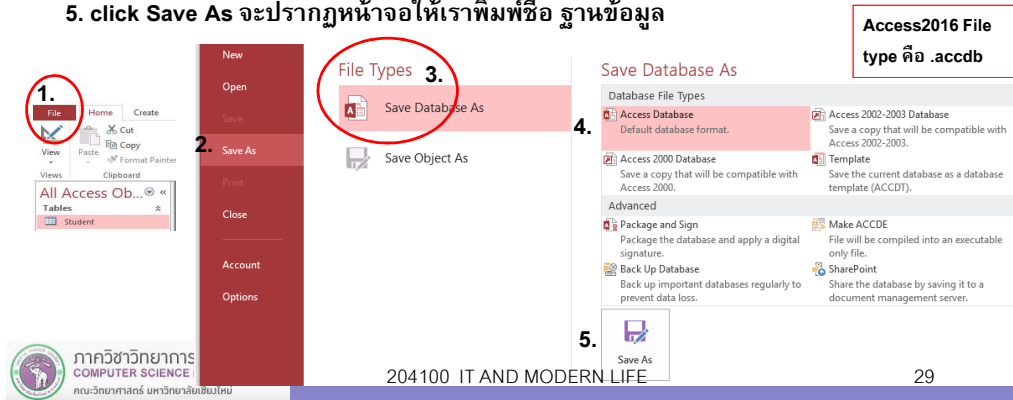 5. click Save As จะปรากฏหน้าจอให้เราพิมพ์ชื่อ ฐานข้อมูล
Access2016 File
type คือ .accdb
1.
File Home Create
View
Paste
Cut
Copy
Format Painter
Views Clipboard
All Access Ob... «
Tables
Student
2.
New
Open
Save
Save As
Print
Close
Account
Options
File Types 3.
Save Database As
Save Object As
4.
Save Database As
Database File Types
Access Database
Default database format.
Access 2002-2003 Database
Save a copy that will be compatible with
Access 2002-2003.
Access 2000 Database
Save a copy that will be compatible with
Access 2000.
Template
Save the current database as a database
template (ACCDT).
Advanced
Package and Sign
Package the database and apply a digital
signature.
Make ACCDE
File will be compiled into an executable
only file.
Back Up Database
Back up important databases regularly to
prevent data loss.
SharePoint
Share the database by saving it to a
document management server.
5.
Save As
ภาควิชาวิทยาการ
COMPUTER SCIENCE
คณะวิทยาศาสตร์ มหาวิทยาลัยเชียงใหม่
204100 IT AND MODERN LIFE
29